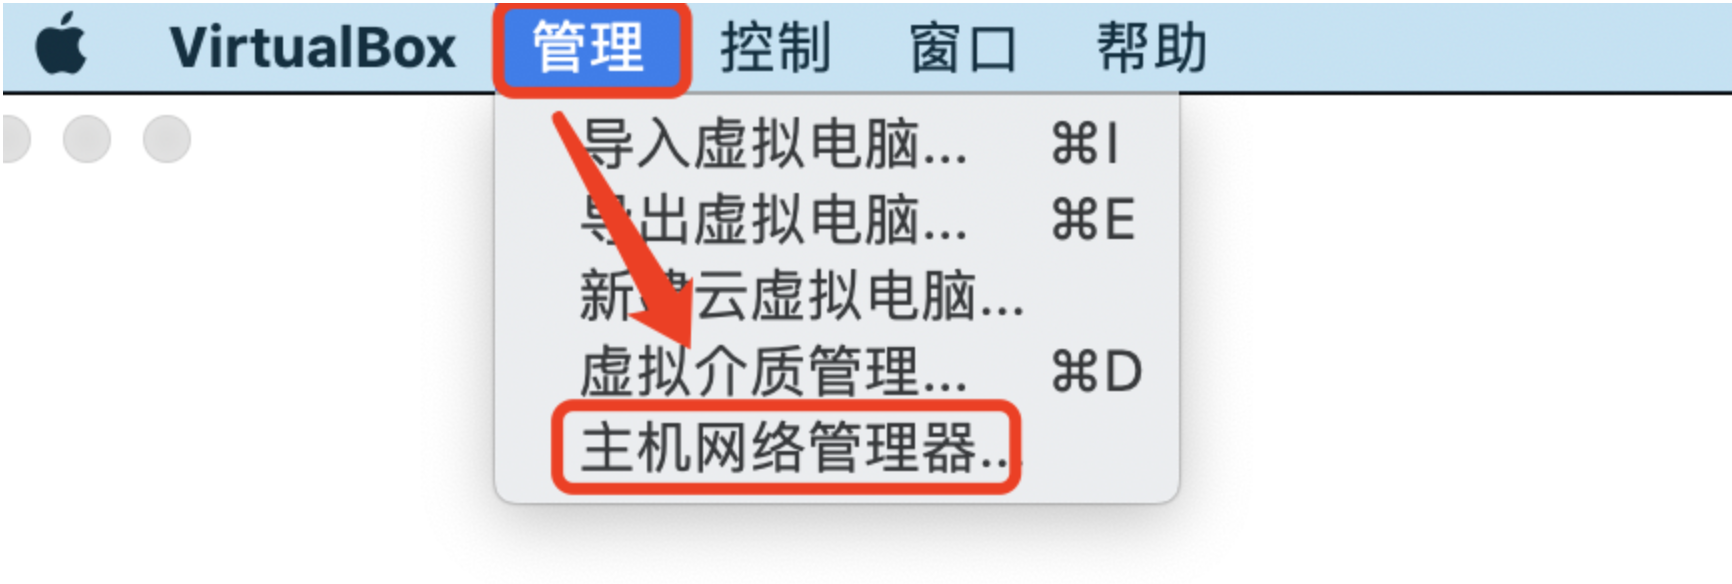 VirtualBox 管理 控制 窗口 帮助
导入虚拟电脑... ⌘I
导出虚拟电脑... ⌘E
新建云虚拟电脑...
虚拟介质管理... ⌘D
主机网络管理器...